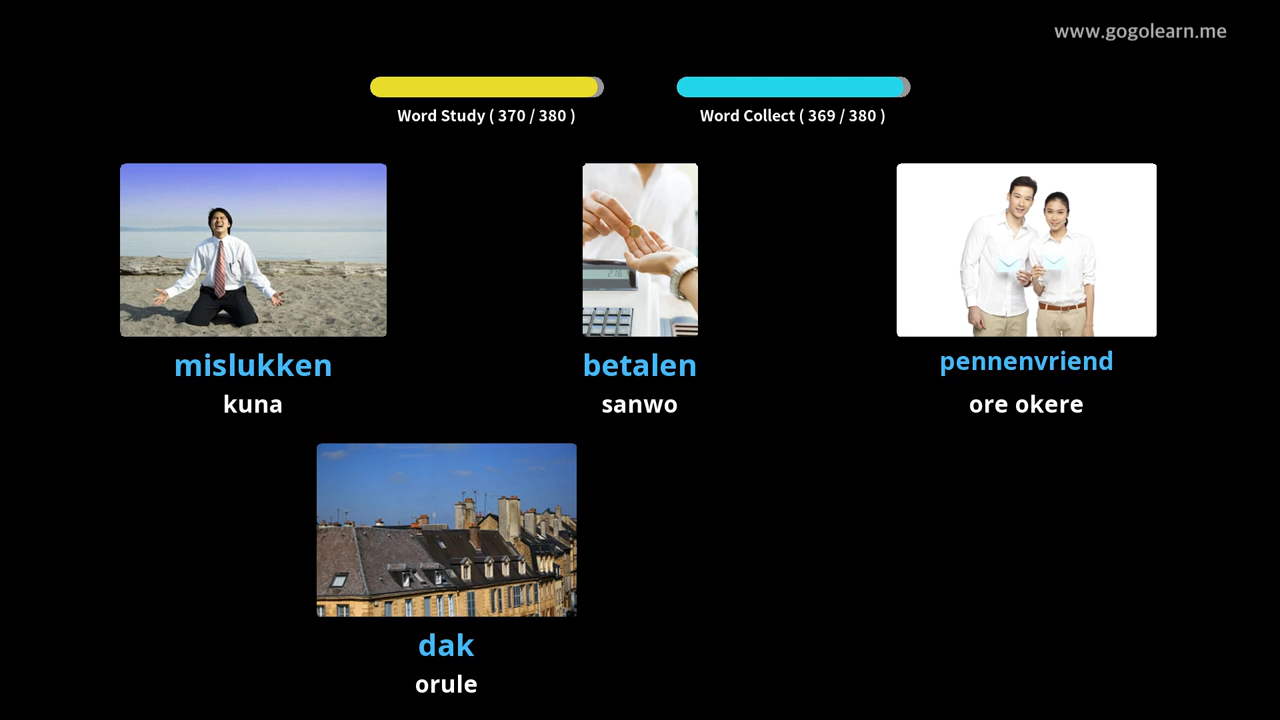 www.gogolearn.me
Word Study ( 370 / 380 )
Word Collect ( 369 / 380 )
mislukken
kuna
betalen
sanwo
pennenvriend
ore okere
dak
orule